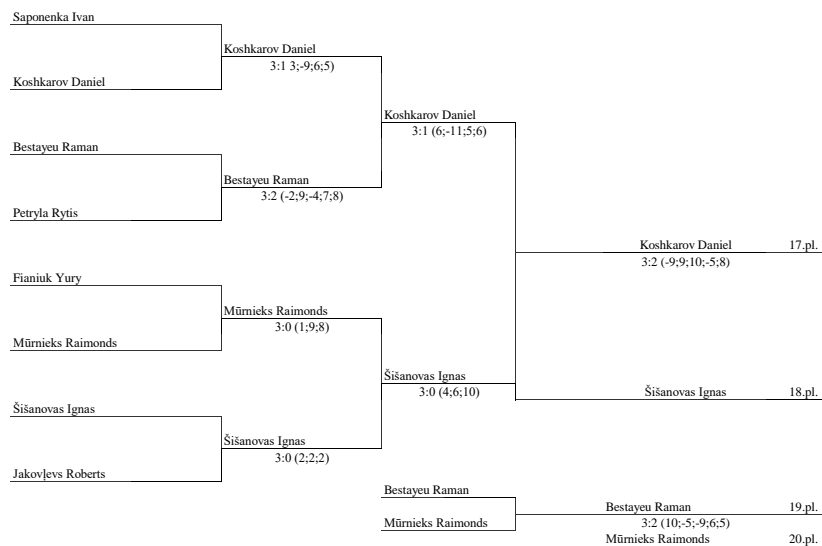 Saponenka Ivan
Koshkarov Daniel
3:1 3;-9;6;5)
Koshkarov Daniel
Koshkarov Daniel
3:1 (6;-11;5;6)
Bestayeu Raman
Bestayeu Raman
3:2 (-2;9;-4;7;8)
Petryla Rytis
Koshkarov Daniel 17.pl.
3:2 (-9;9;10;-5;8)
Fianiuk Yury
Mūrnieks Raimonds
3:0 (1;9;8)
Mūrnieks Raimonds
Šišanovas Ignas
3:0 (4;6;10)
Šišanovas Ignas 18.pl.
Šišanovas Ignas
Šišanovas Ignas
3:0 (2;2;2)
Jakovļevs Roberts
Bestayeu Raman
Bestayeu Raman 19.pl.
Mūrnieks Raimonds
3:2 (10;-5;-9;6;5)
Mūrnieks Raimonds 20.pl.